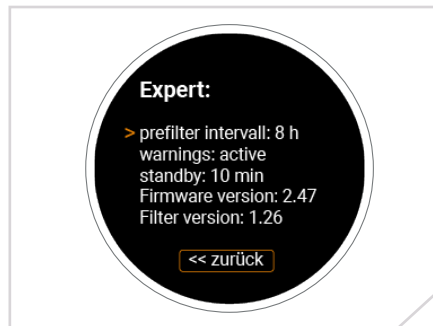 Expert:
> prefilter intervall: 8 h
warnings: active
standby: 10 min
Firmware version: 2.47
Filter version: 1.26
<< zurück